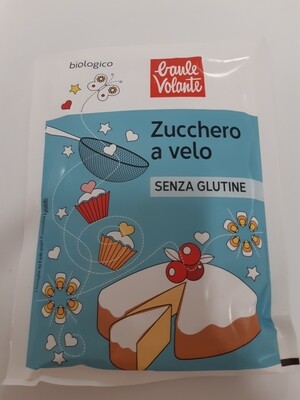 biologico
baule
volante
Zucchero
a velo
SENZA GLUTINE